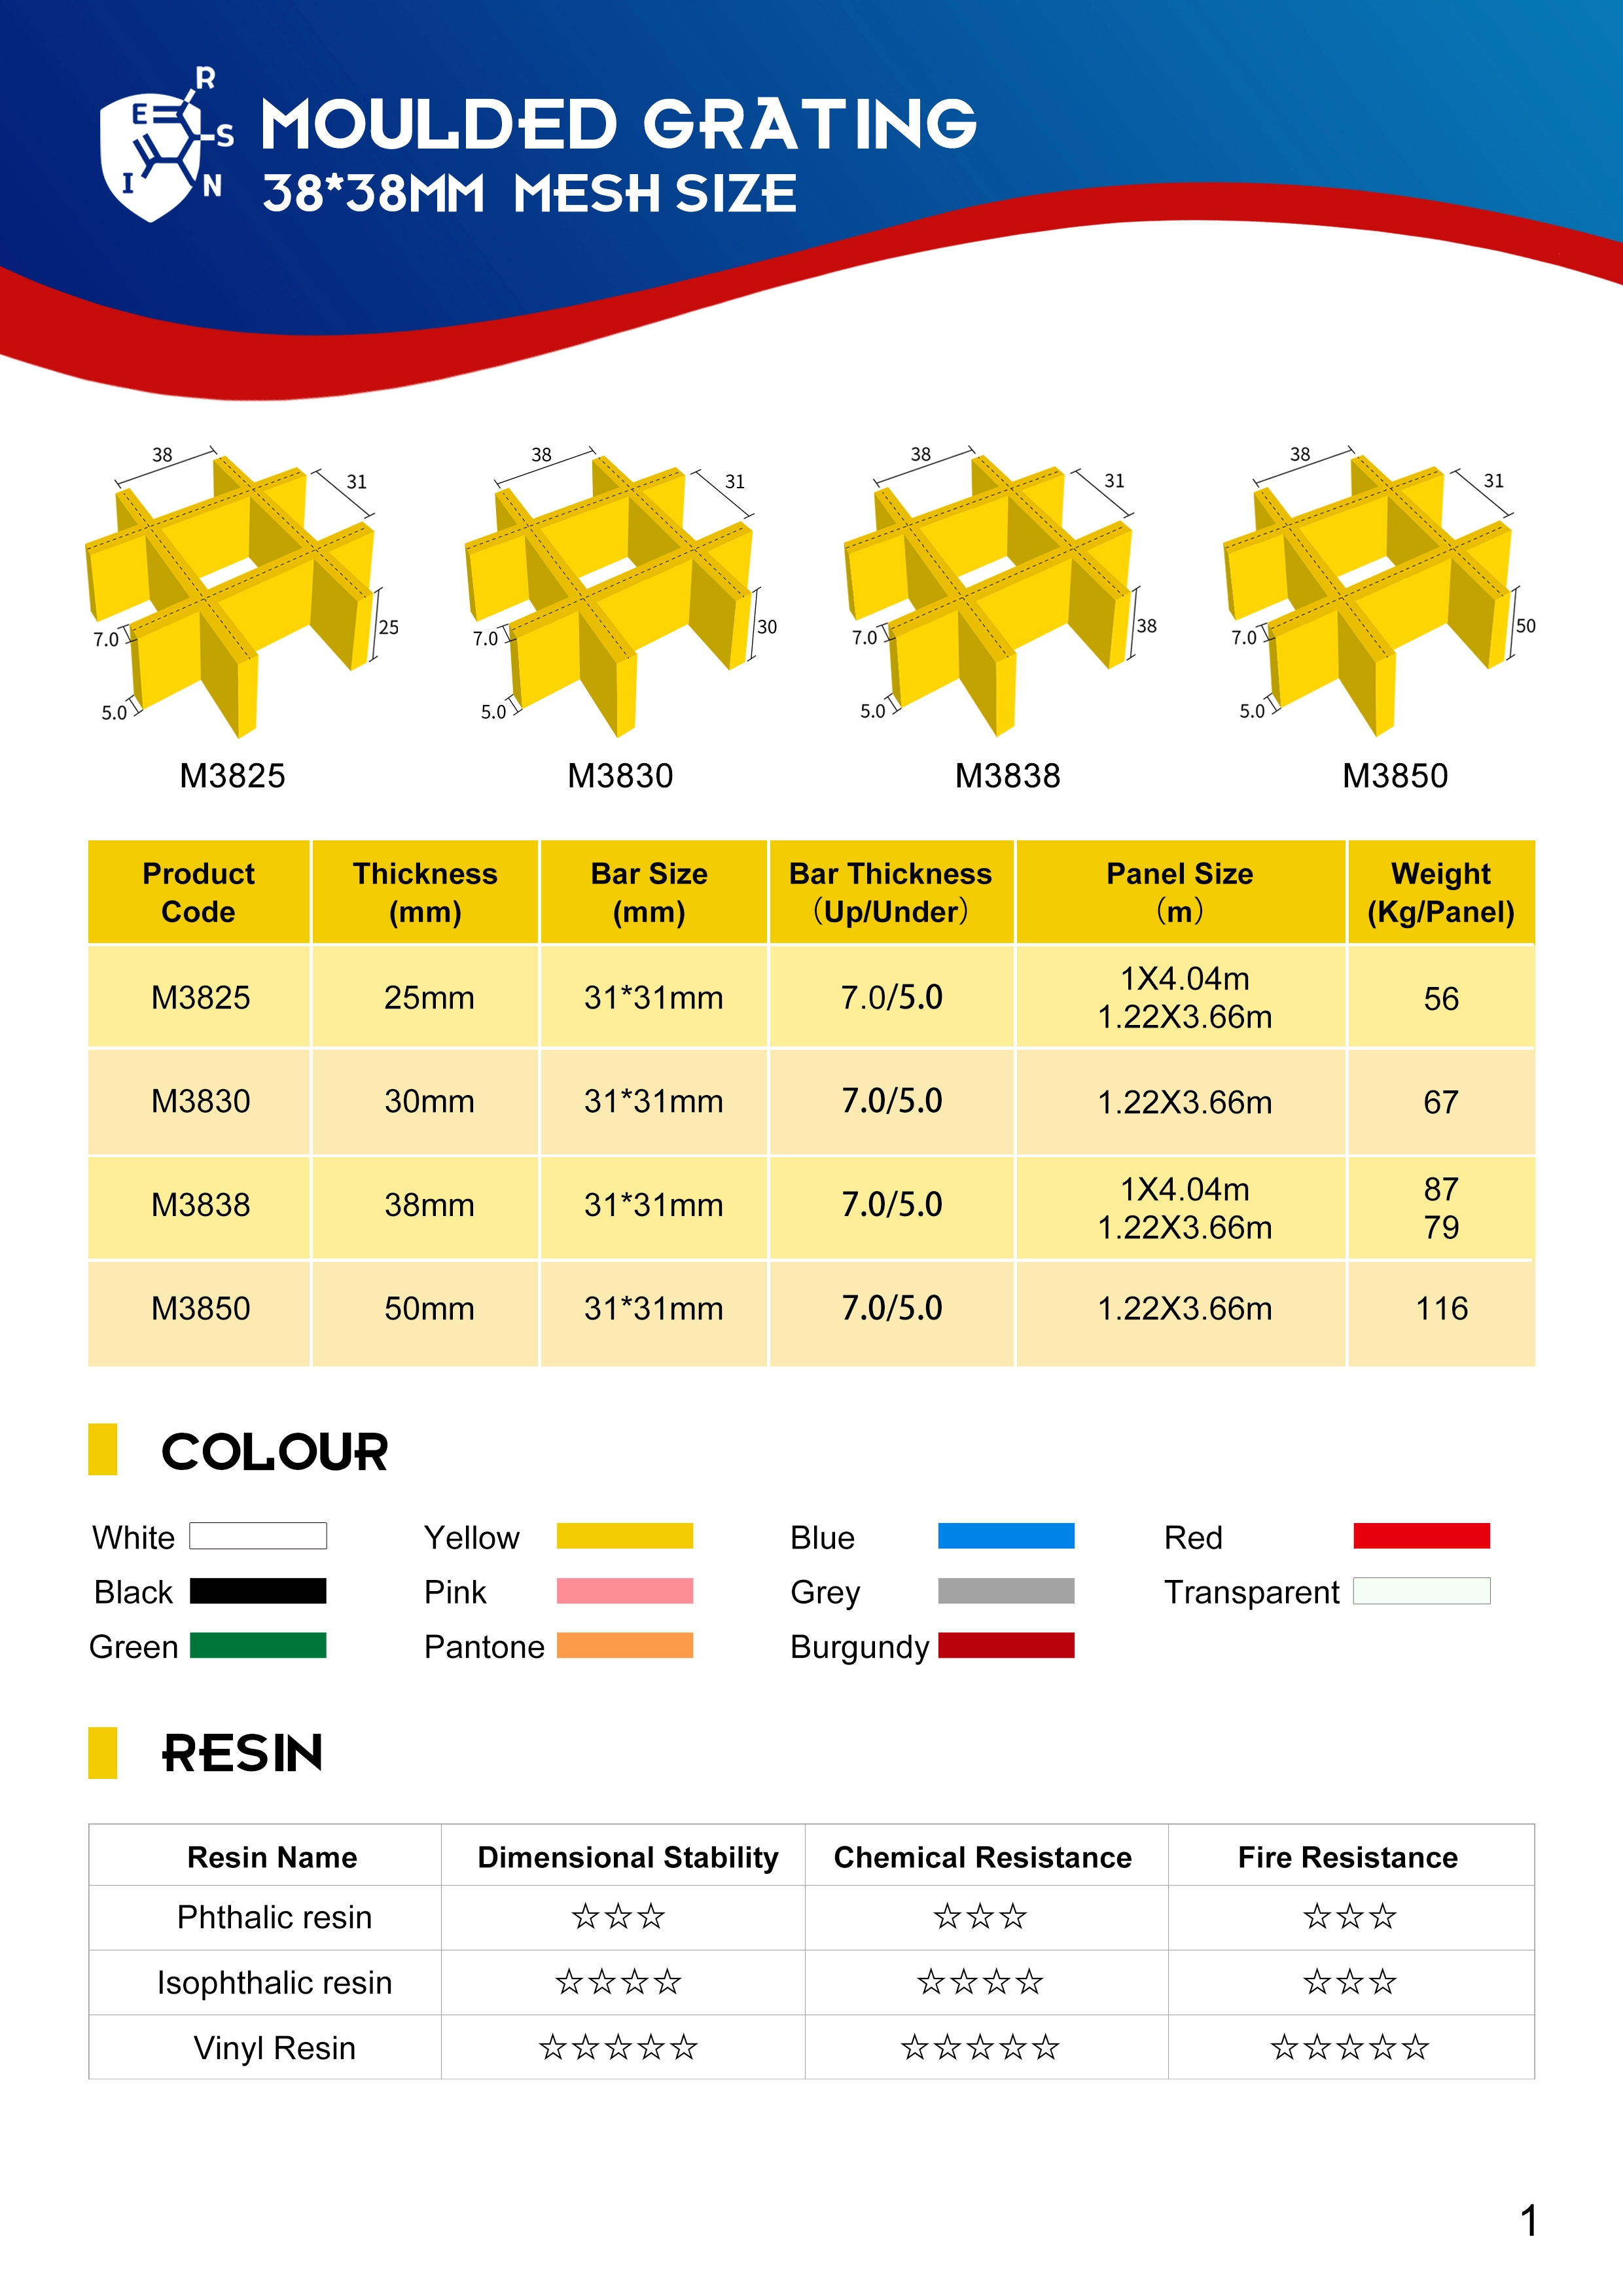 R
E
S
I
N
MOULDED GRATING
38*38MM MESH SIZE
38
31
7.0
25
5.0
M3825
38
31
7.0
30
5.0
M3830
38
31
7.0
38
5.0
M3838
38
31
7.0
50
5.0
M3850
Product Code
Thickness (mm)
Bar Size (mm)
Bar Thickness （Up/Under）
Panel Size （m）
Weight (Kg/Panel)
M3825 25mm 31*31mm 7.0/5.0 1X4.04m 1.22X3.66m 56
M3830 30mm 31*31mm 7.0/5.0 1.22X3.66m 67
M3838 38mm 31*31mm 7.0/5.0 1X4.04m 1.22X3.66m 87 79
M3850 50mm 31*31mm 7.0/5.0 1.22X3.66m 116
COLOUR
White Yellow Blue Red
Black Pink Grey Transparent
Green Pantone Burgundy
RESIN
Resin Name Dimensional Stability Chemical Resistance Fire Resistance
Phthalic resin ☆☆☆ ☆☆☆ ☆☆☆
Isophthalic resin ☆☆☆☆ ☆☆☆☆ ☆☆☆
Vinyl Resin ☆☆☆☆☆ ☆☆☆☆☆ ☆☆☆☆☆
1